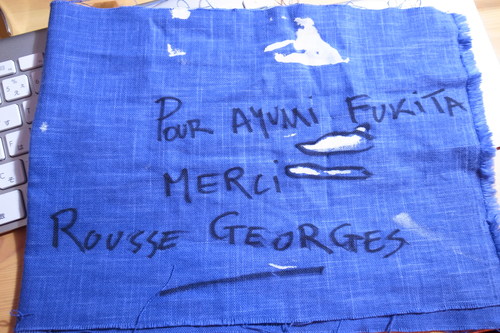 POUR AYUMI FUKITA
MERCI
ROUSSE GEORGES